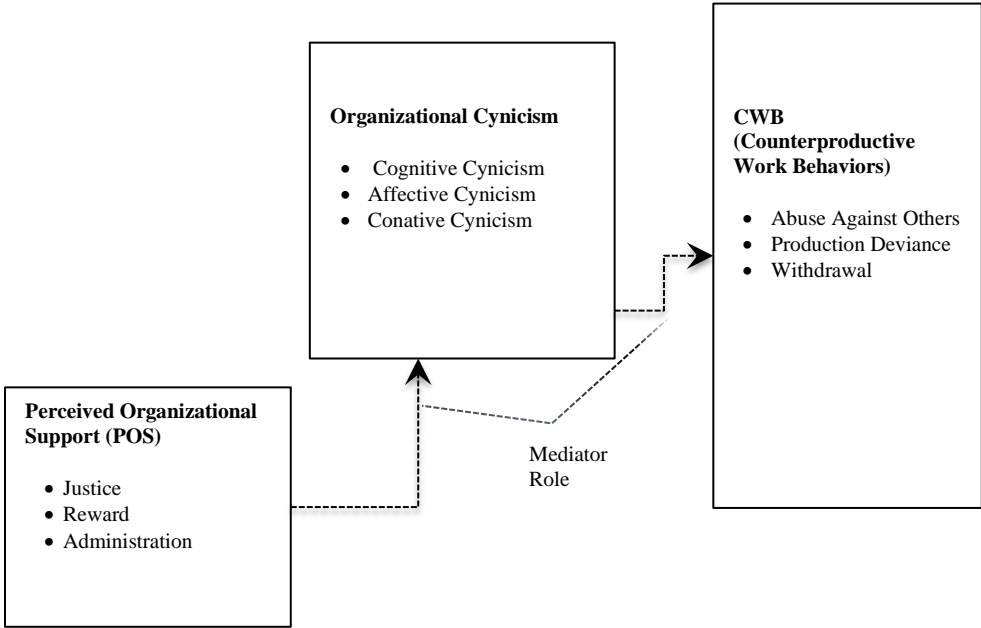 Organizational Cynicism
• Cognitive Cynicism
• Affective Cynicism
• Conative Cynicism
CWB
(Counterproductive
Work Behaviors)
• Abuse Against Others
• Production Deviance
• Withdrawal
Perceived Organizational
Support (POS)
• Justice
• Reward
• Administration
Mediator
Role